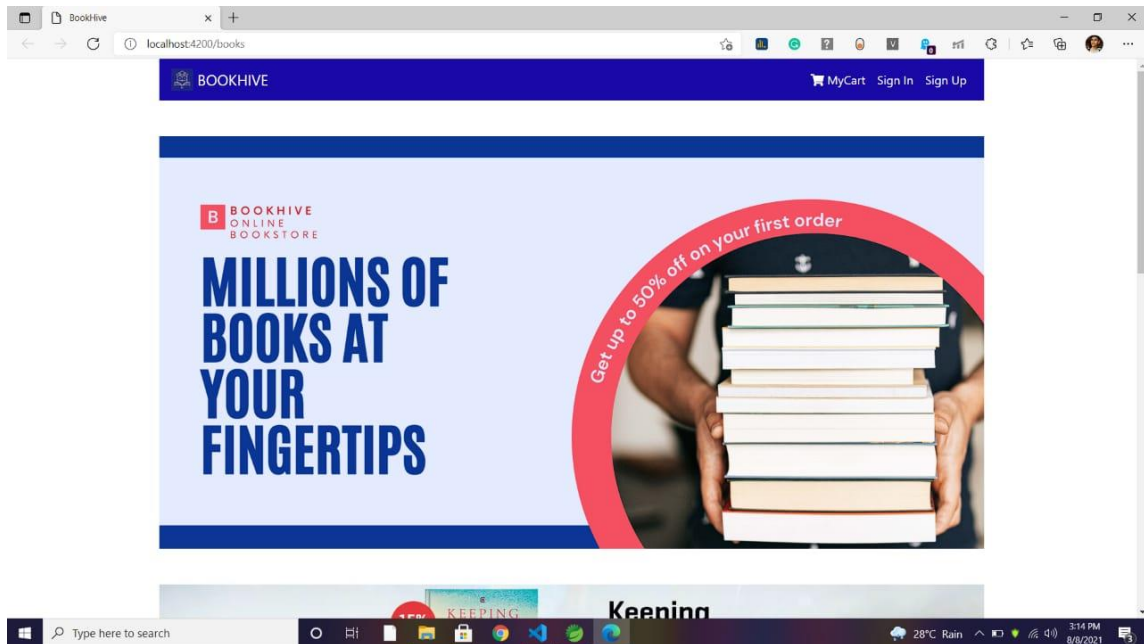 BookHive
localhost:4200/books
BOOKHIVE
MyCart Sign In Sign Up
B BOOKHIVE
ONLINE
BOOKSTORE
MILLIONS OF
BOOKS AT
YOUR
FINGERTIPS
Get up to 50% off on your first order
15%
KEEPING
Keeping
Type here to search
28°C Rain
3:14 PM
8/8/2021